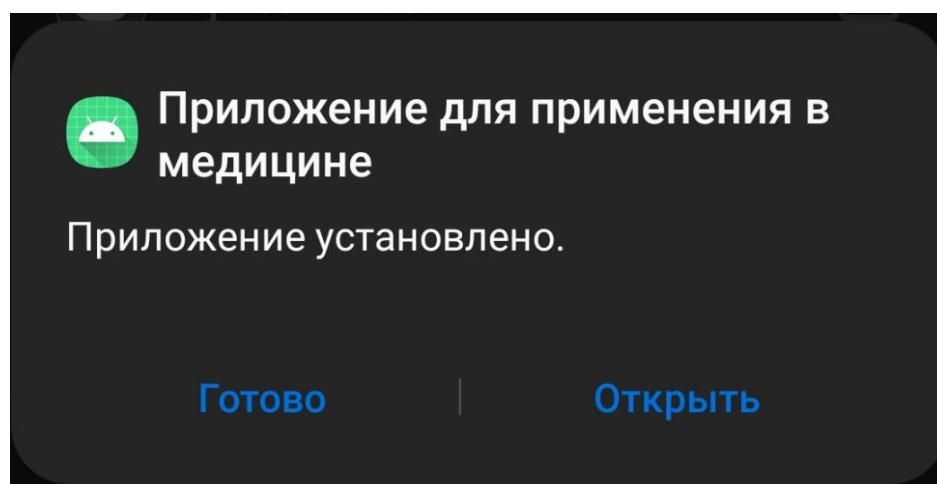 Приложение для применения в
медицине
Приложение установлено.
Готово
Открыть